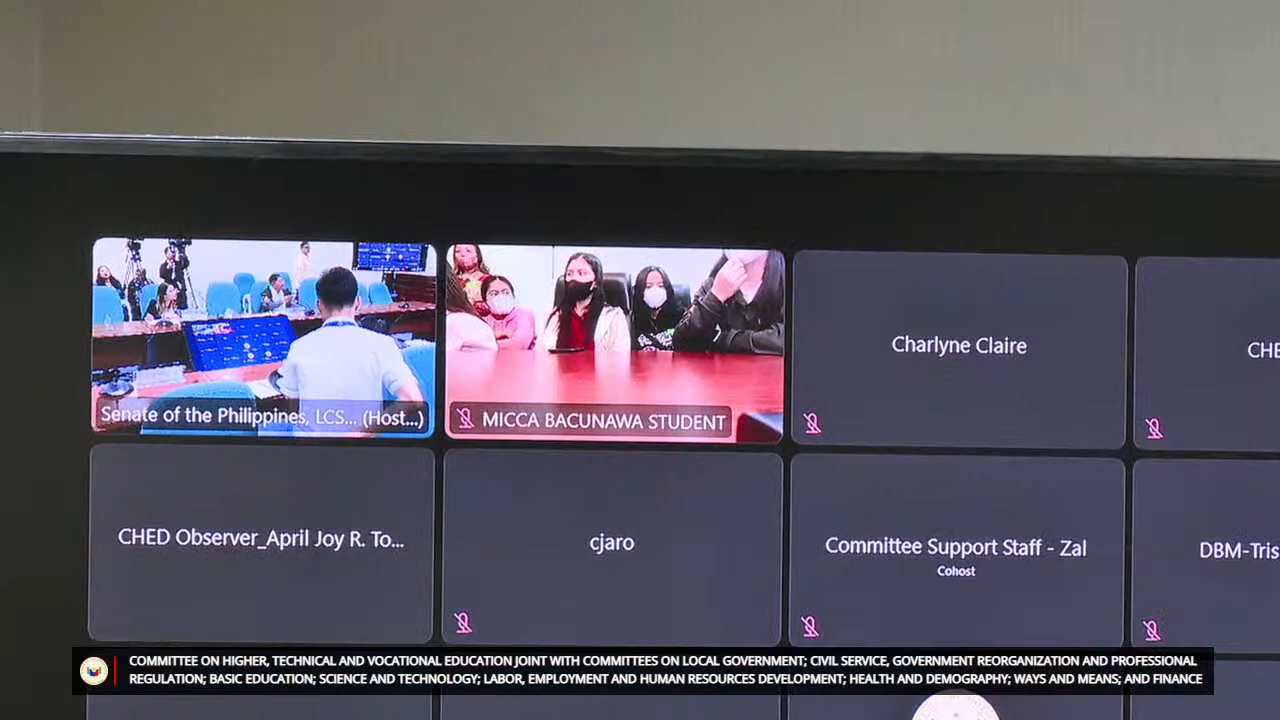 Senate of the Philippines, LCS... (Host...)
MICCA BACUNAWA STUDENT
Charlyne Claire
CHE
CHED Observer_April Joy R. To...
cjaro
Committee Support Staff - Zal
Cohost
DBM-Tris
COMMITTEE ON HIGHER, TECHNICAL AND VOCATIONAL EDUCATION JOINT WITH COMMITTEES ON LOCAL GOVERNMENT; CIVIL SERVICE, GOVERNMENT REORGANIZATION AND PROFESSIONAL
REGULATION; BASIC EDUCATION; SCIENCE AND TECHNOLOGY; LABOR, EMPLOYMENT AND HUMAN RESOURCES DEVELOPMENT; HEALTH AND DEMOGRAPHY; WAYS AND MEANS; AND FINANCE